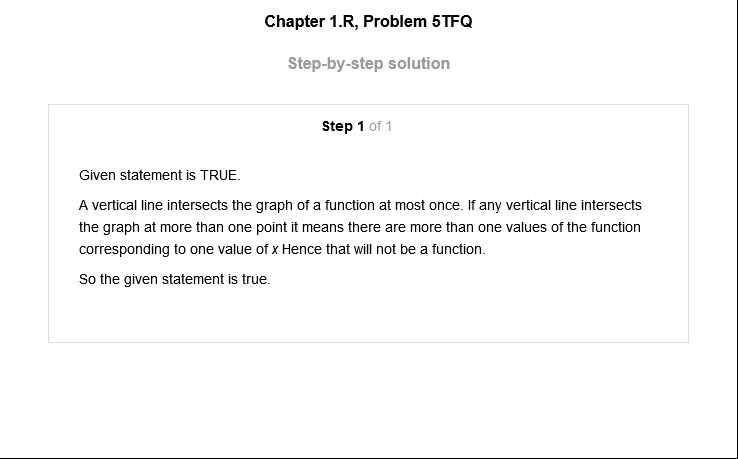 Chapter 1.R, Problem 5TFQ
Step-by-step solution
Step 1 of 1
Given statement is TRUE.
A vertical line intersects the graph of a function at most once. If any vertical line intersects
the graph at more than one point it means there are more than one values of the function
corresponding to one value of x Hence that will not be a function.
So the given statement is true.